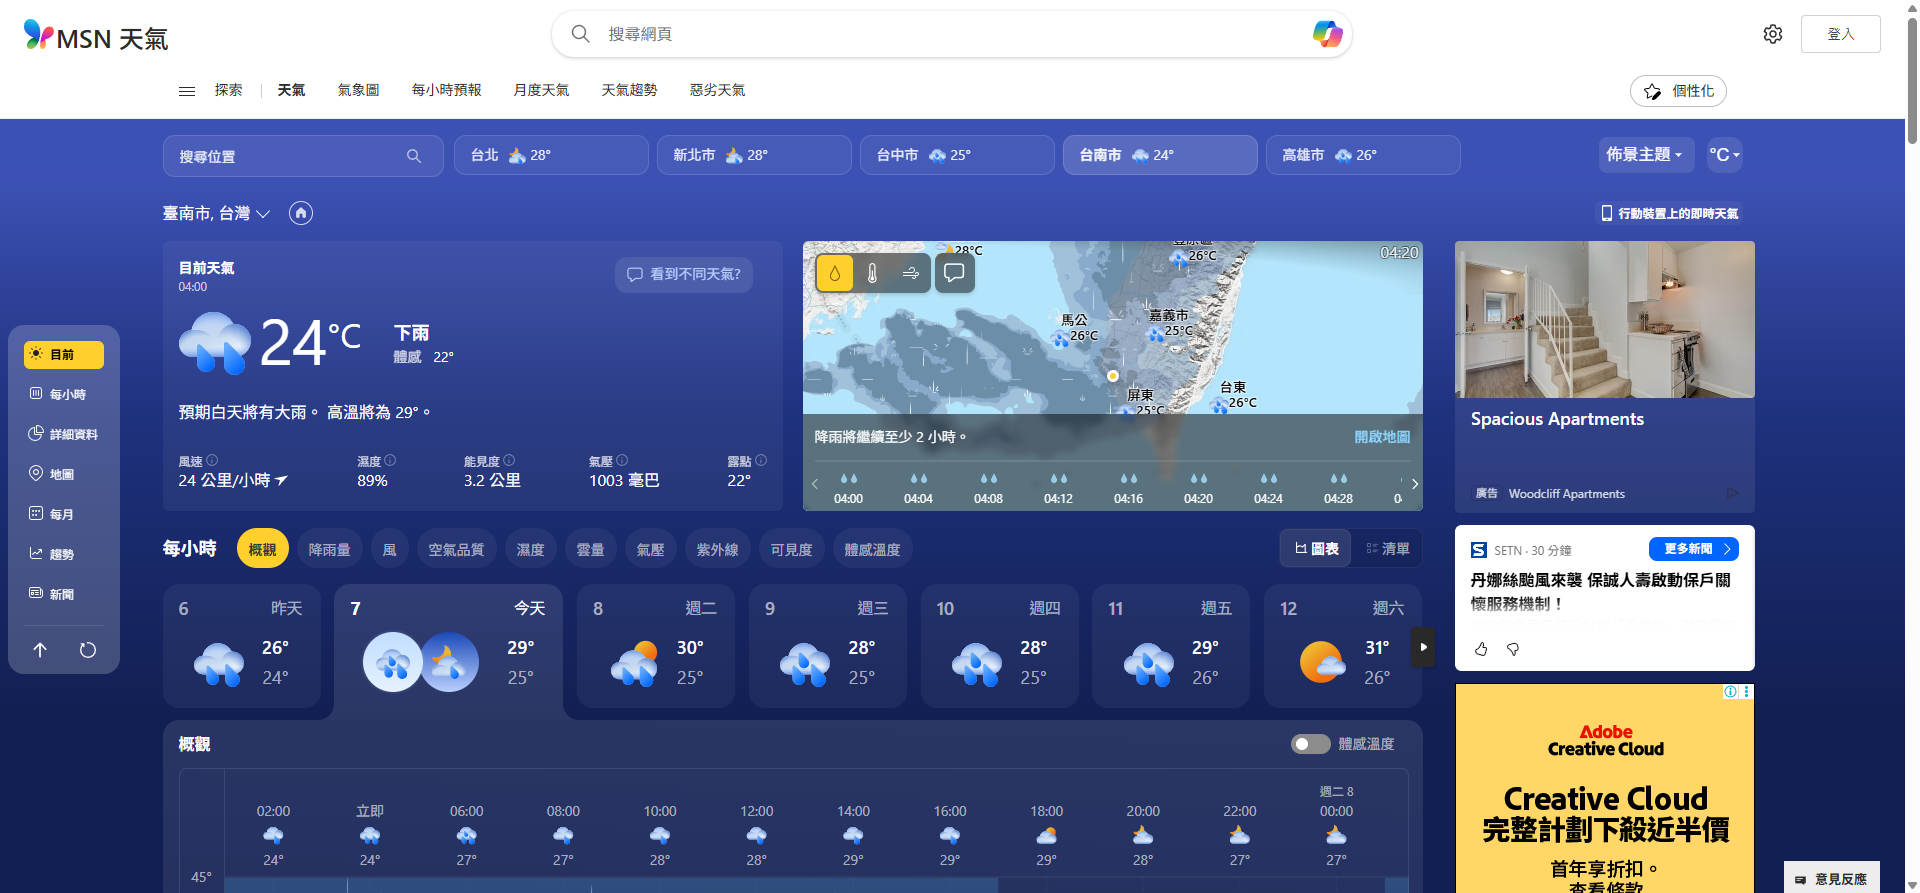 MSN 天氣
搜尋網頁
登入
探索
天氣
氣象圖
每小時預報
月度天氣
天氣趨勢
惡劣天氣
個性化
搜尋位置
台北 28°
新北市 28°
台中市 25°
台南市 24°
高雄市 26°
佈景主題
°C
臺南市, 台灣
行動裝置上的即時天氣
目前天氣
04:00
看到不同天氣?
24°C
下雨
體感 22°
預期白天將有大雨。 高溫將為 29°。
風速
24 公里/小時
濕度
89%
能見度
3.2 公里
氣壓
1003 毫巴
露點
22°
28°C
26°C
04:20
馬公
26°C
嘉義市
25°C
屏東
25°C
台東
26°C
降雨將繼續至少 2 小時。
開啟地圖
04:00
04:04
04:08
04:12
04:16
04:20
04:24
04:28
Spacious Apartments
廣告 Woodcliff Apartments
目前
每小時
詳細資料
地圖
每月
趨勢
新聞
每小時
概觀
降雨量
風
空氣品質
濕度
雲量
氣壓
紫外線
可見度
體感溫度
圖表
清單
6 昨天
26°
24°
7 今天
29°
25°
8 週二
30°
25°
9 週三
28°
25°
10 週四
28°
25°
11 週五
29°
26°
12 週六
31°
26°
SETN · 30 分鐘
更多新聞
丹娜絲颱風來襲 保誠人壽啟動保戶關
懷服務機制！
概觀
體感溫度
週二 8
02:00
立即
06:00
08:00
10:00
12:00
14:00
16:00
18:00
20:00
22:00
00:00
24°
24°
27°
27°
28°
28°
29°
29°
29°
28°
27°
27°
45°
Adobe
Creative Cloud
Creative Cloud
完整計劃下殺近半價
首年享折扣。
查看條款
意見反應